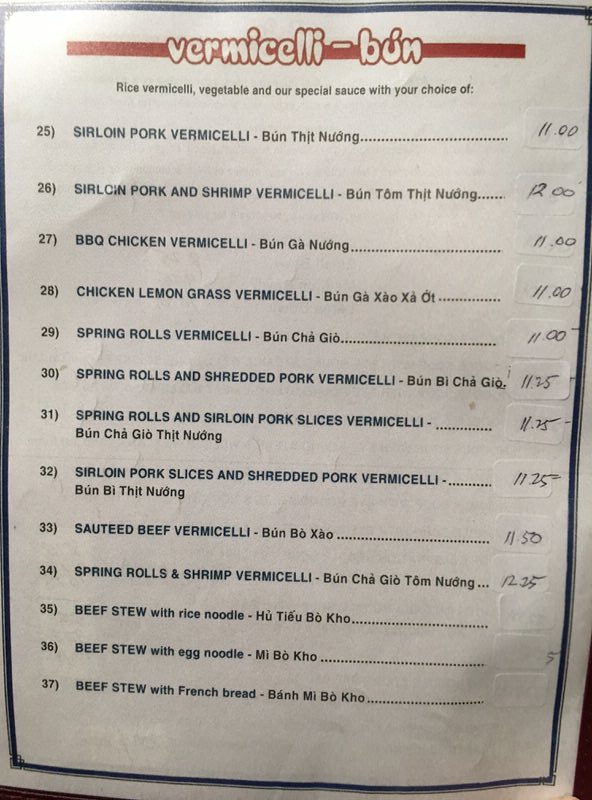 vermicelli - bún
Rice vermicelli, vegetable and our special sauce with your choice of:
25) SIRLOIN PORK VERMICELLI - Bún Thịt Nướng 11.00
26) SIRLOIN PORK AND SHRIMP VERMICELLI - Bún Tôm Thịt Nướng 12.00
27) BBQ CHICKEN VERMICELLI - Bún Gà Nướng 11.00
28) CHICKEN LEMON GRASS VERMICELLI - Bún Gà Xào Xả Ớt 11.00
29) SPRING ROLLS VERMICELLI - Bún Chả Giò 11.00
30) SPRING ROLLS AND SHREDDED PORK VERMICELLI - Bún Bì Chả Giò 11.25
31) SPRING ROLLS AND SIRLOIN PORK SLICES VERMICELLI - 11.25
Bún Chả Giò Thịt Nướng
32) SIRLOIN PORK SLICES AND SHREDDED PORK VERMICELLI - 11.25
Bún Bì Thịt Nướng
33) SAUTEED BEEF VERMICELLI - Bún Bò Xào 11.50
34) SPRING ROLLS & SHRIMP VERMICELLI - Bún Chả Giò Tôm Nướng 12.25
35) BEEF STEW with rice noodle - Hủ Tiếu Bò Kho
36) BEEF STEW with egg noodle - Mì Bò Kho 5
37) BEEF STEW with French bread - Bánh Mì Bò Kho